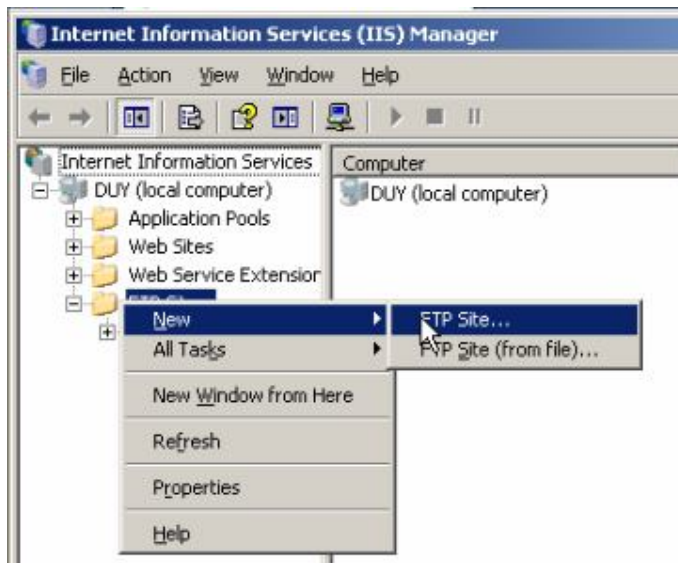 Internet Information Services (IIS) Manager
File Action View Window Help
Internet Information Services
Computer
DUY (local computer)
DUY (local computer)
Application Pools
Web Sites
Web Service Extension
New
FTP Site...
All Tasks
FTP Site (from file)...
New Window from Here
Refresh
Properties
Help